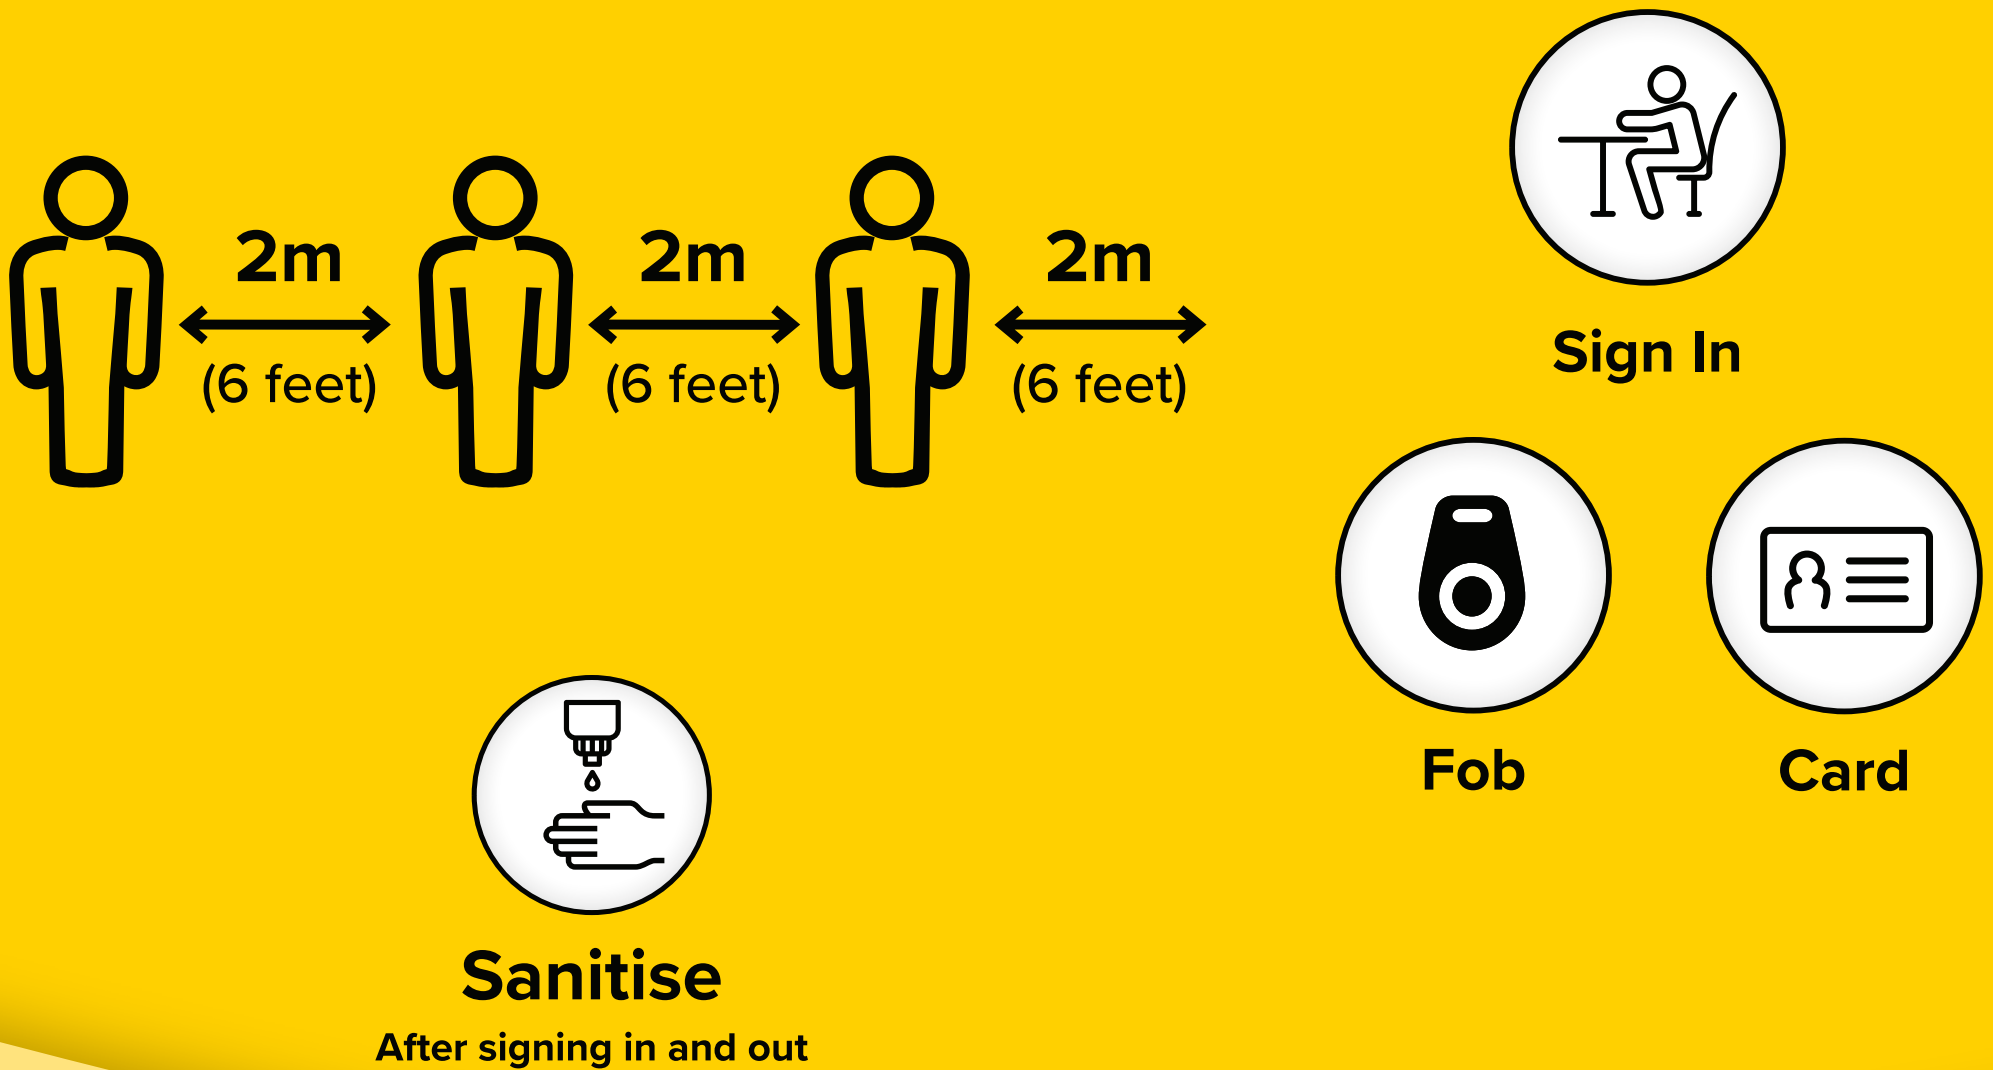 2m
(6 feet)
2m
(6 feet)
2m
(6 feet)
Sign In
Fob
Card
Sanitise
After signing in and out